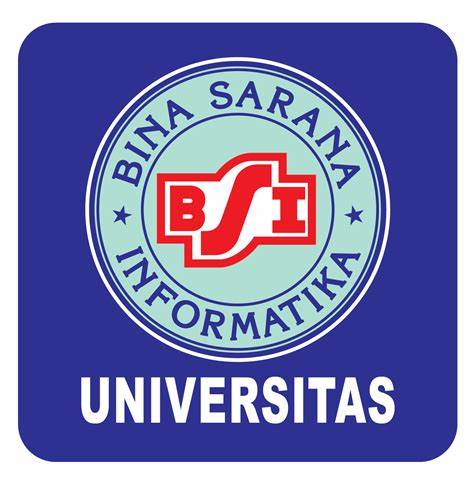 BINA SARANA
BSI
INFORMATIKA
UNIVERSITAS